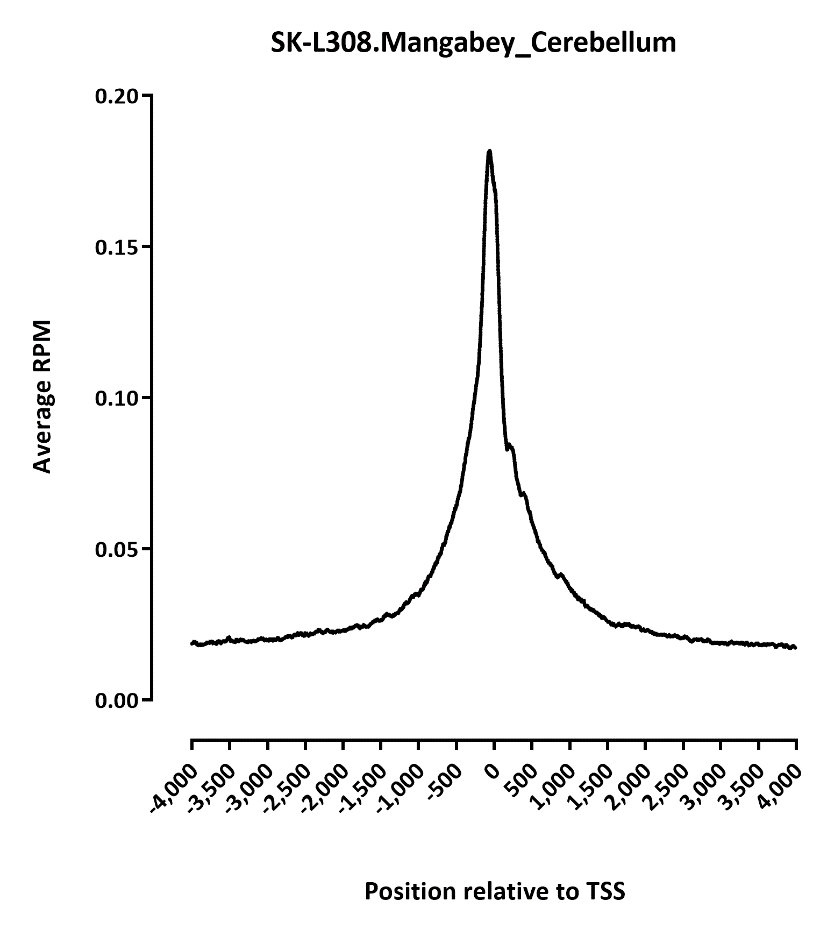 SK-L308.Mangabey_Cerebellum
0.20
0.15
0.10
0.05
0.00
Average RPM
-4,000 -3,500 -3,000 -2,500 -2,000 -1,500 -1,000 -500 0 500 1,000 1,500 2,000 2,500 3,000 3,500 4,000
Position relative to TSS